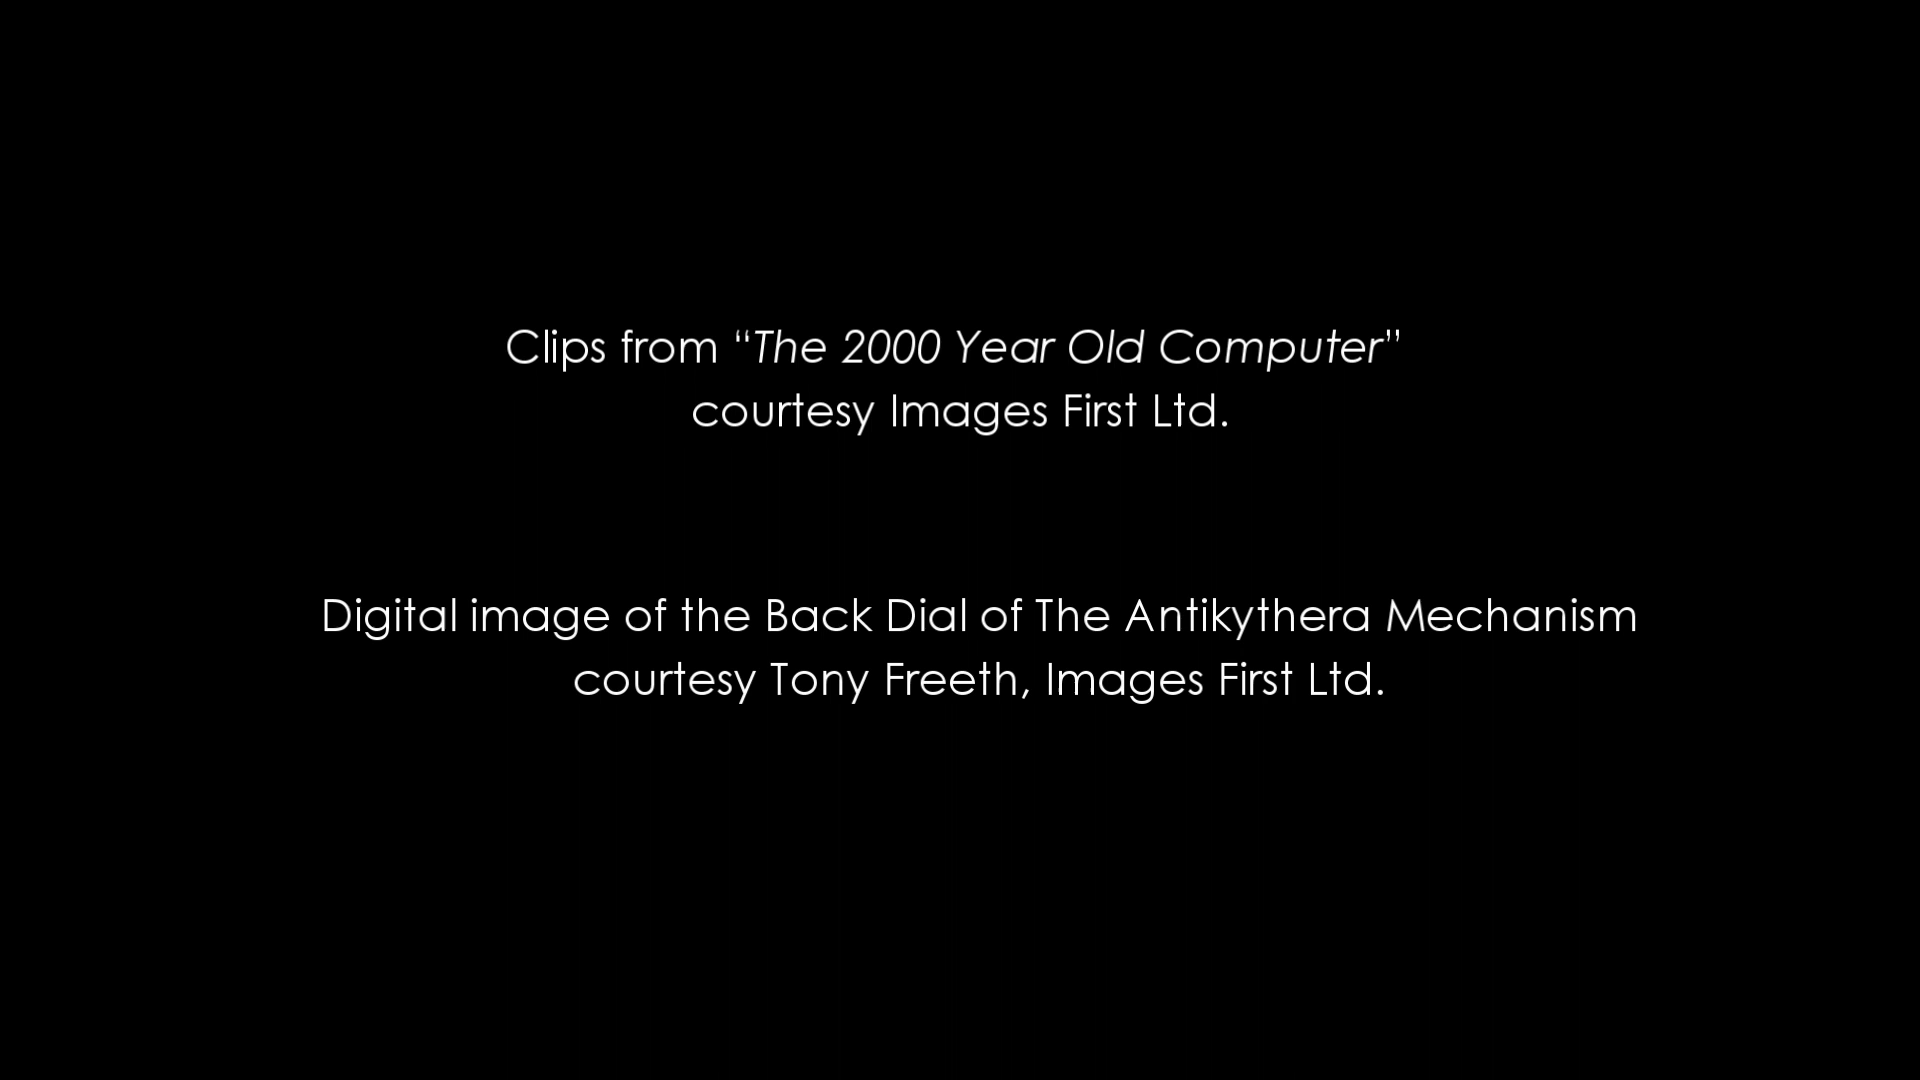 Clips from “The 2000 Year Old Computer”
courtesy Images First Ltd.
Digital image of the Back Dial of The Antikythera Mechanism
courtesy Tony Freeth, Images First Ltd.